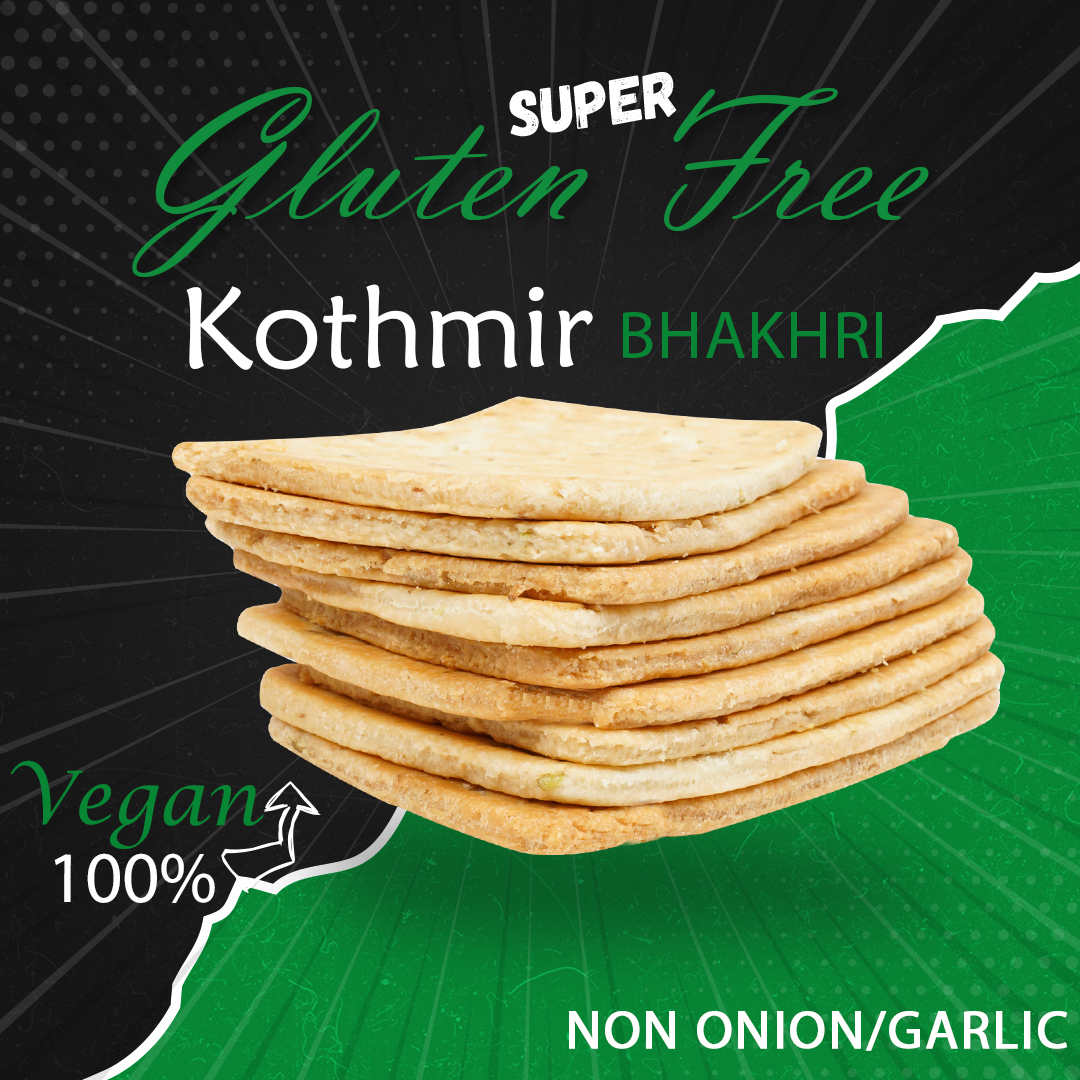 SUPER
Gluten Free
Kothmir BHAKHRI
Vegan
100%
NON ONION/GARLIC